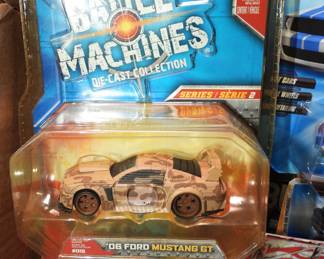 BATTLE
MACHINES
DIE-CAST COLLECTION
SERIES / SÉRIE 2
'06 FORD MUSTANG GT